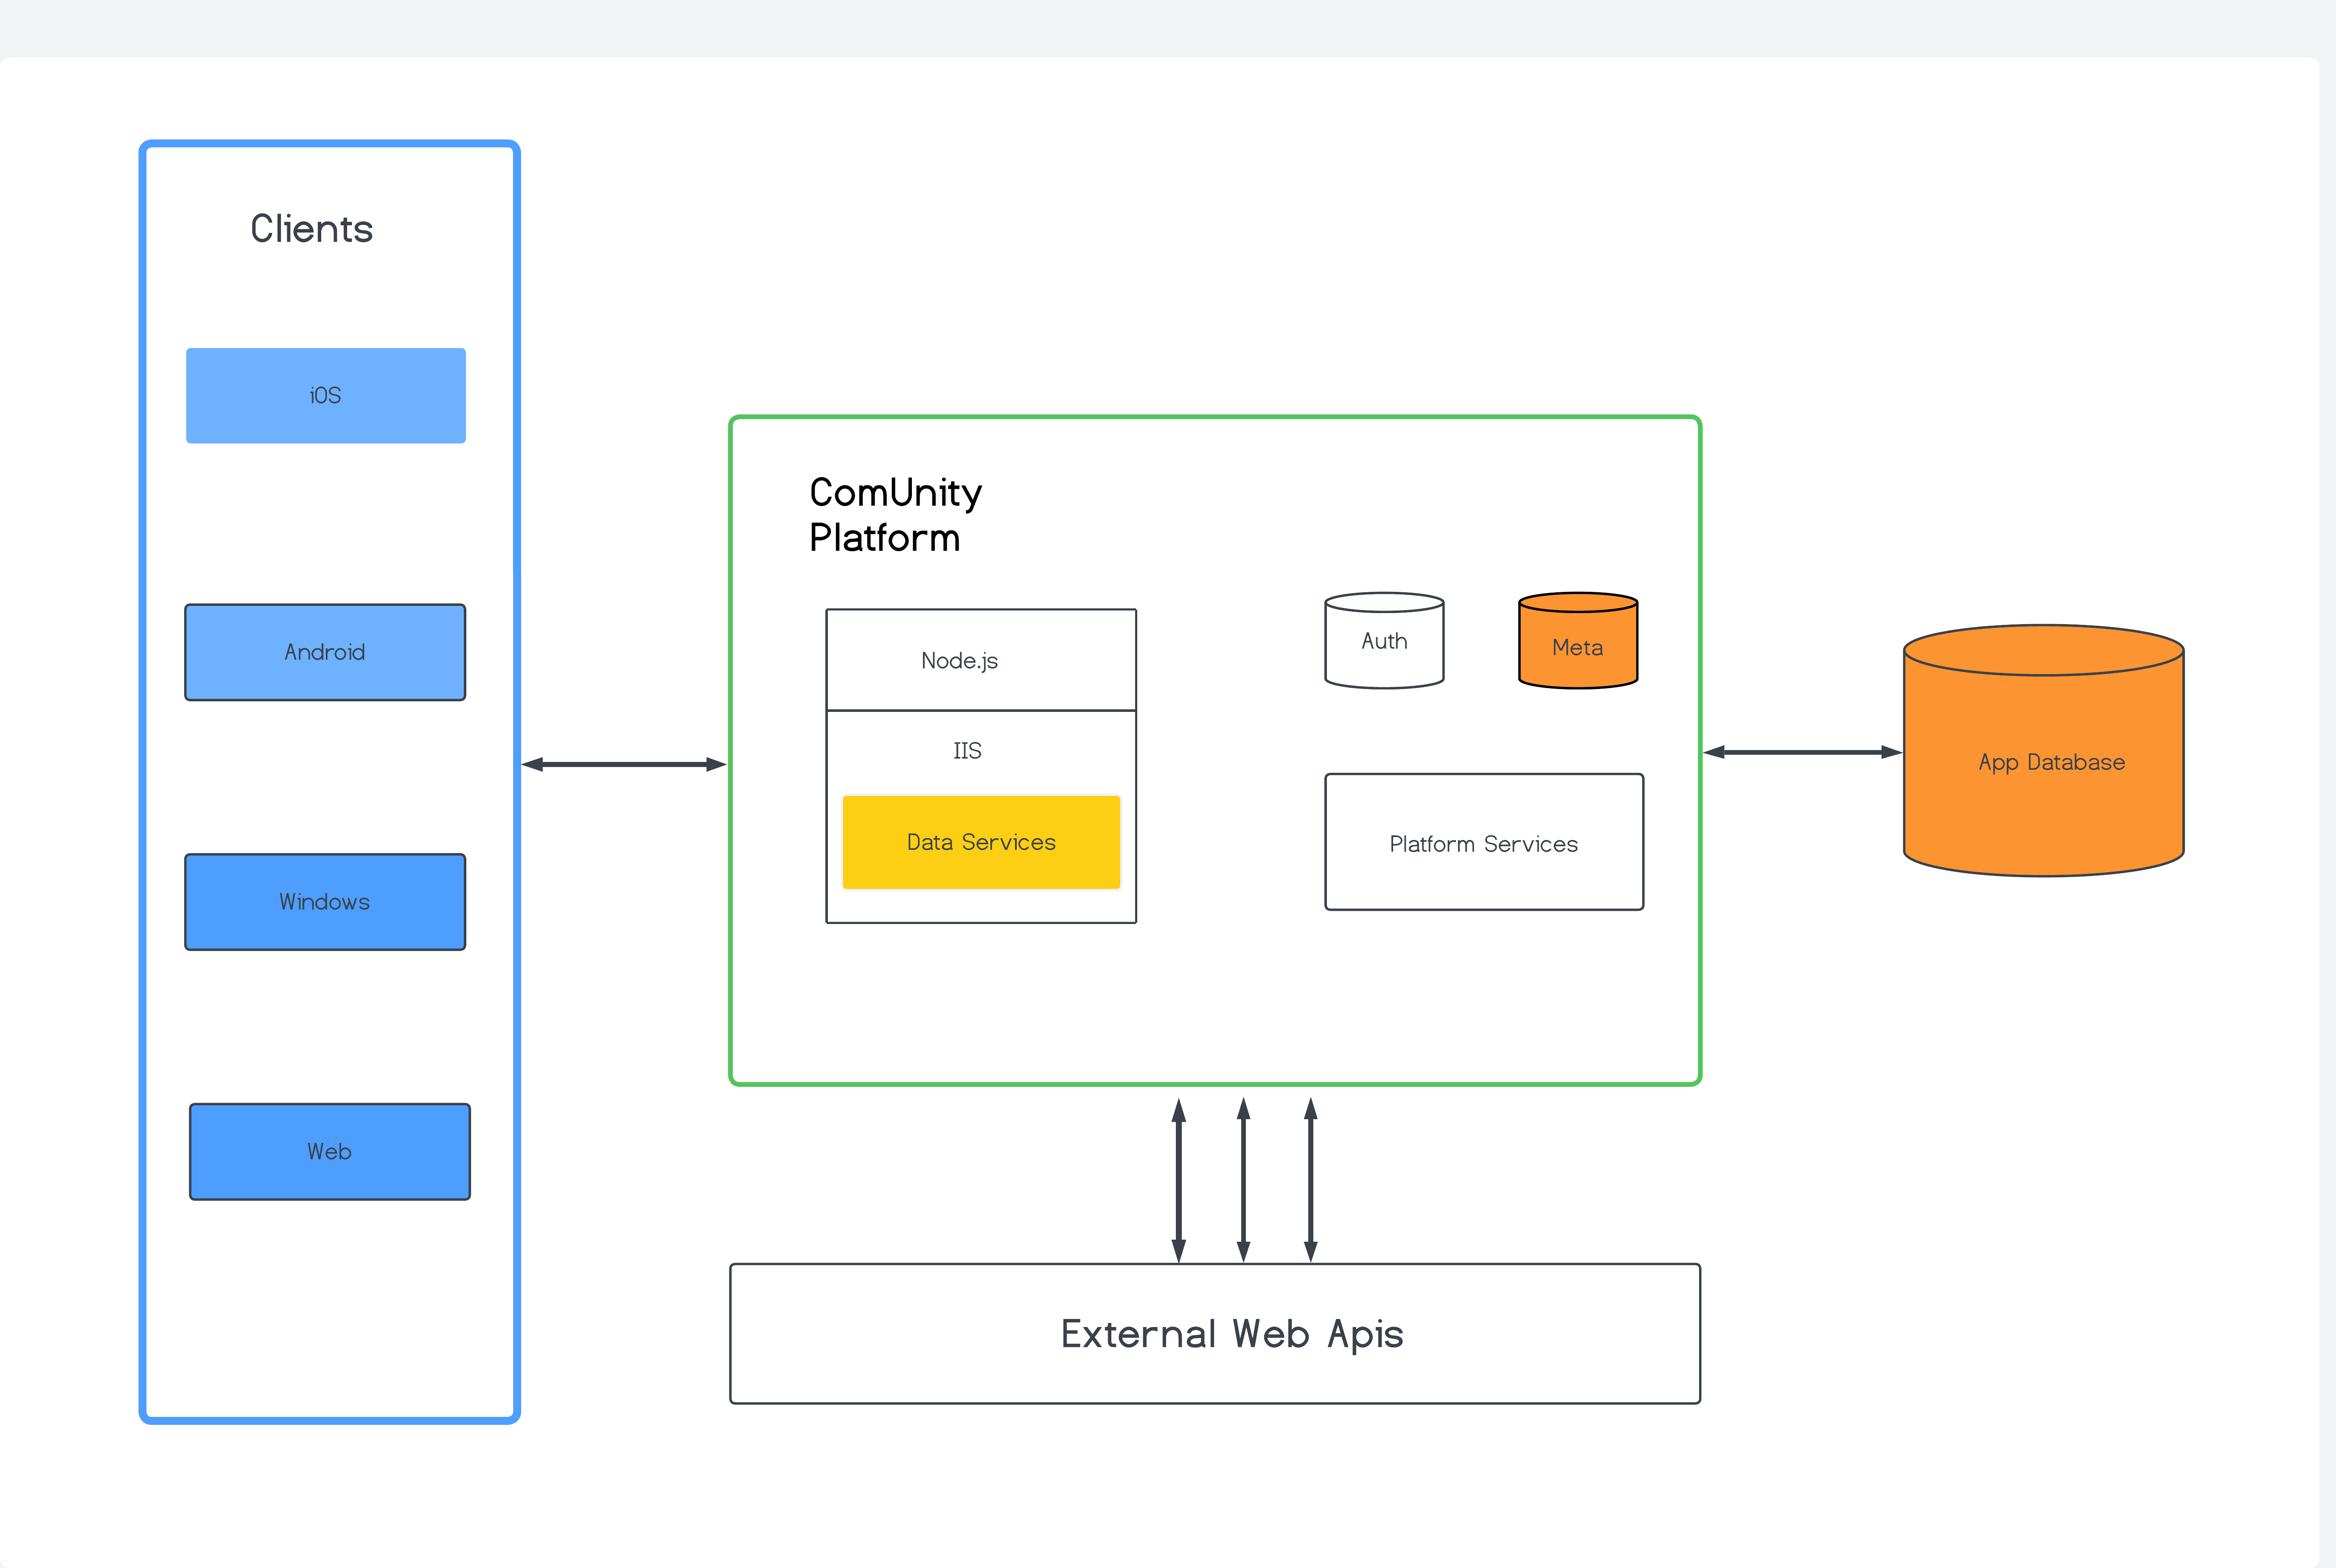 Clients
iOS
Android
Windows
Web
ComUnity
Platform
Node.js
IIS
Data Services
Auth
Meta
Platform Services
App Database
External Web Apis